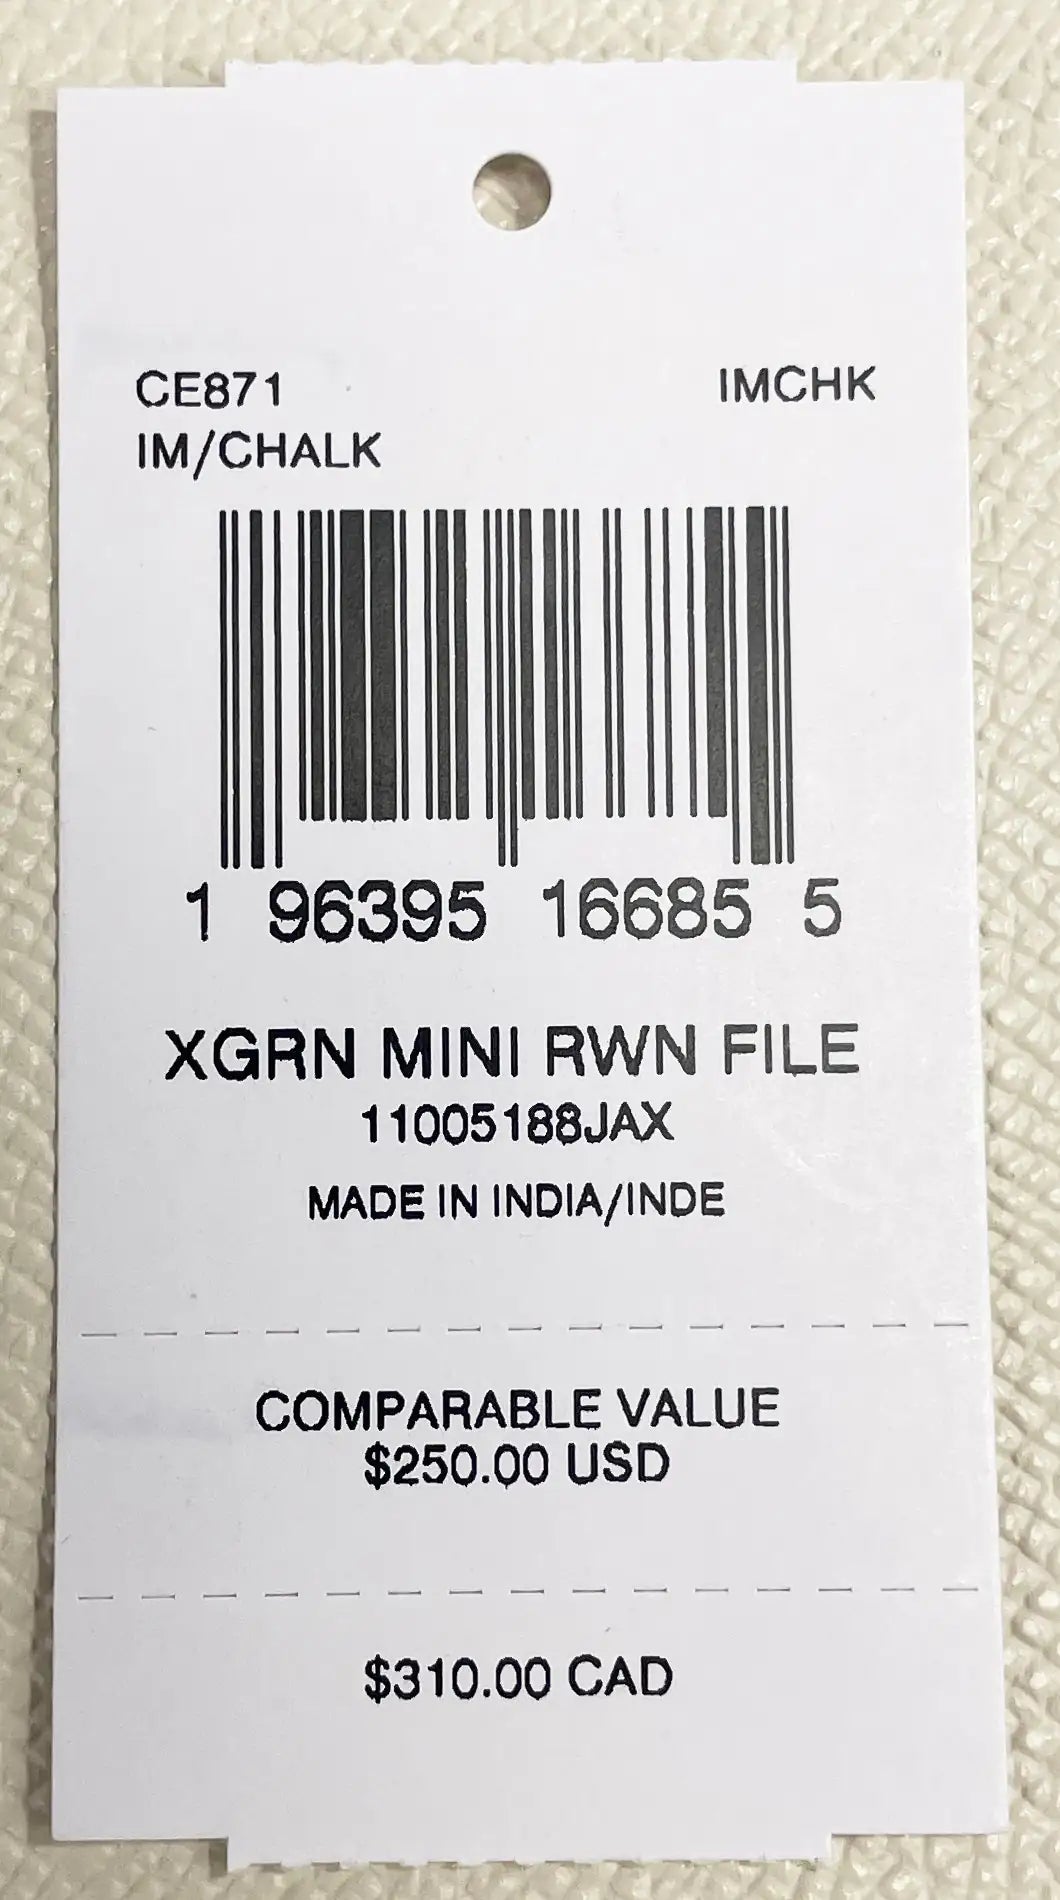 CE871 IMCHK
IM/CHALK
1 96395 16685 5
XGRN MINI RWN FILE
11005188JAX
MADE IN INDIA/INDE
COMPARABLE VALUE
$250.00 USD
$310.00 CAD